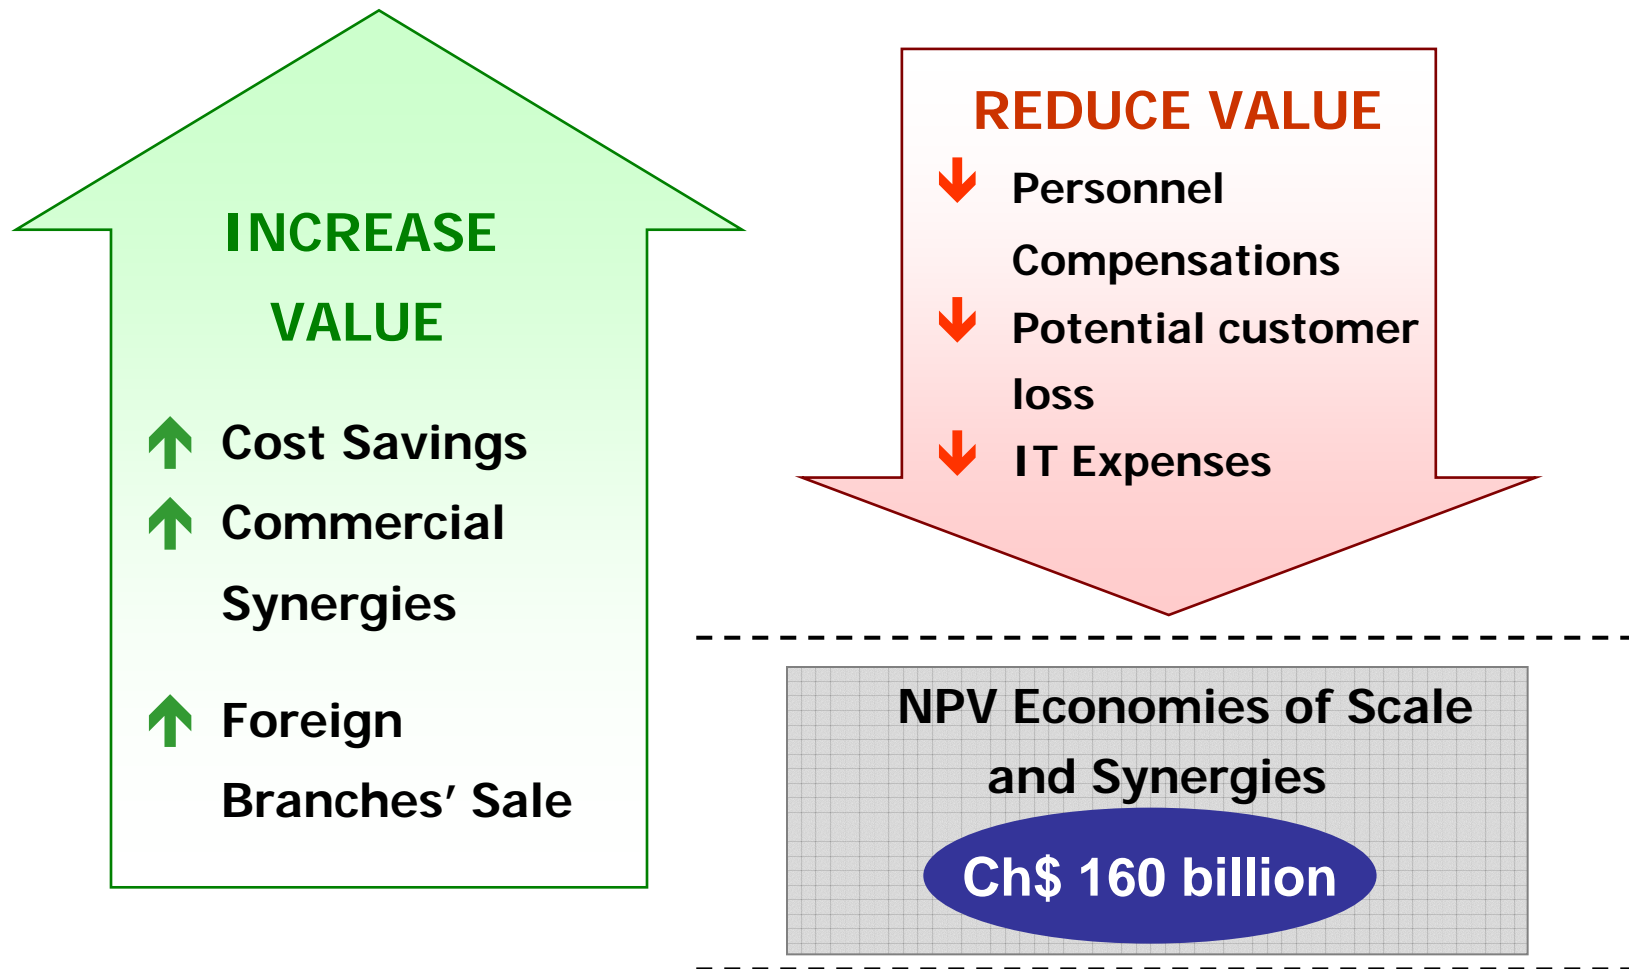 INCREASE
VALUE
Cost Savings
Commercial
Synergies
Foreign
Branches’ Sale
REDUCE VALUE
Personnel
Compensations
Potential customer
loss
IT Expenses
NPV Economies of Scale
and Synergies
Ch$ 160 billion